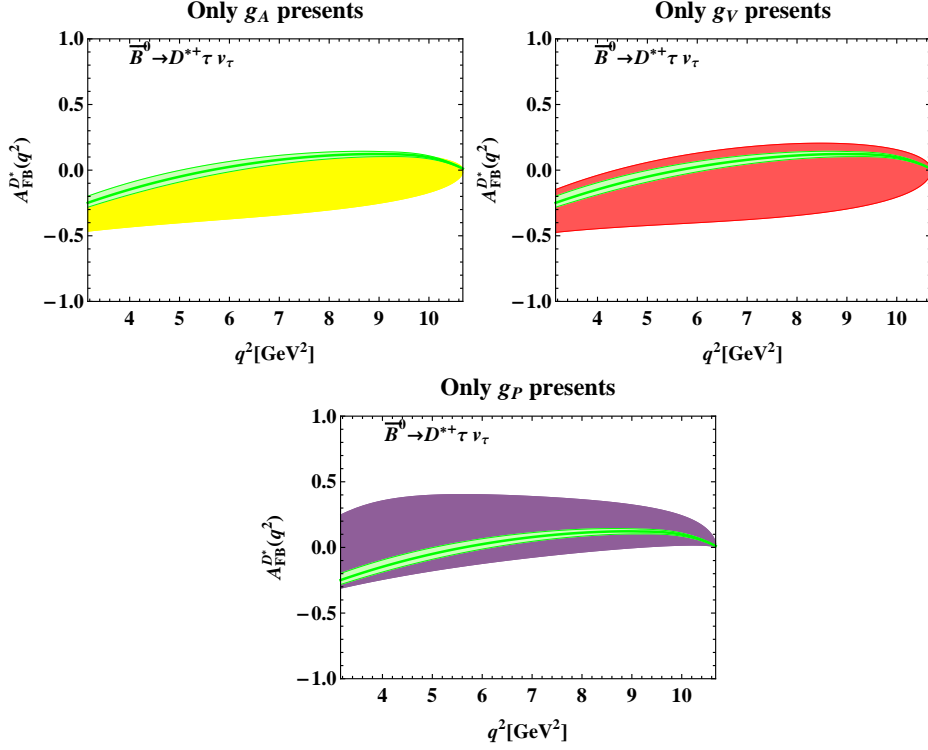 Only g_A presents
B̅⁰→D*⁺τ ν_τ
A_FB^D*(q²)
1.0
0.5
0.0
−0.5
−1.0
4 5 6 7 8 9 10
q²[GeV²]
Only g_V presents
B̅⁰→D*⁺τ ν_τ
A_FB^D*(q²)
1.0
0.5
0.0
−0.5
−1.0
4 5 6 7 8 9 10
q²[GeV²]
Only g_P presents
B̅⁰→D*⁺τ ν_τ
A_FB^D*(q²)
1.0
0.5
0.0
−0.5
−1.0
4 5 6 7 8 9 10
q²[GeV²]